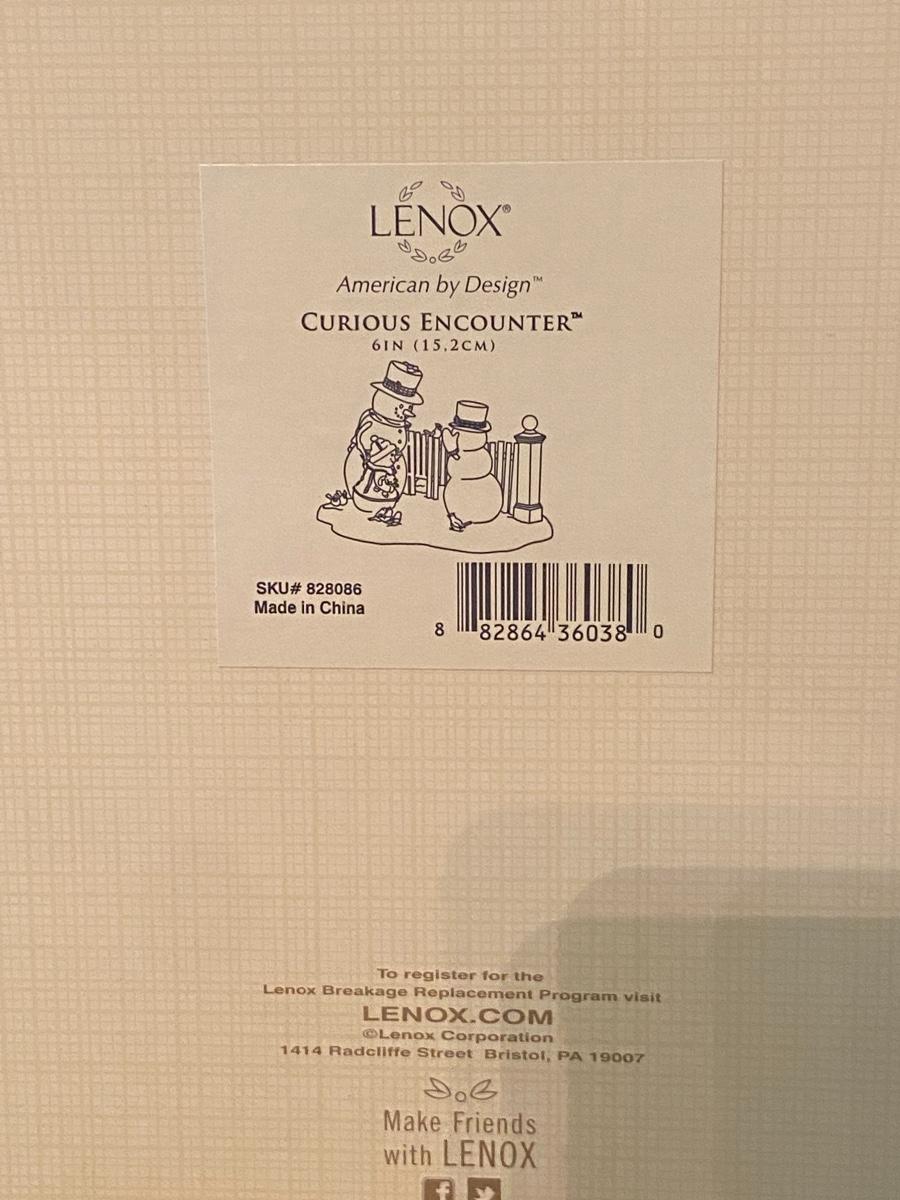 LENOX®
American by Design™
CURIOUS ENCOUNTER™
6IN (15,2CM)
SKU# 828086
Made in China
8 82864 36038 0
To register for the
Lenox Breakage Replacement Program visit
LENOX.COM
©Lenox Corporation
1414 Radcliffe Street Bristol, PA 19007
Make Friends
with LENOX